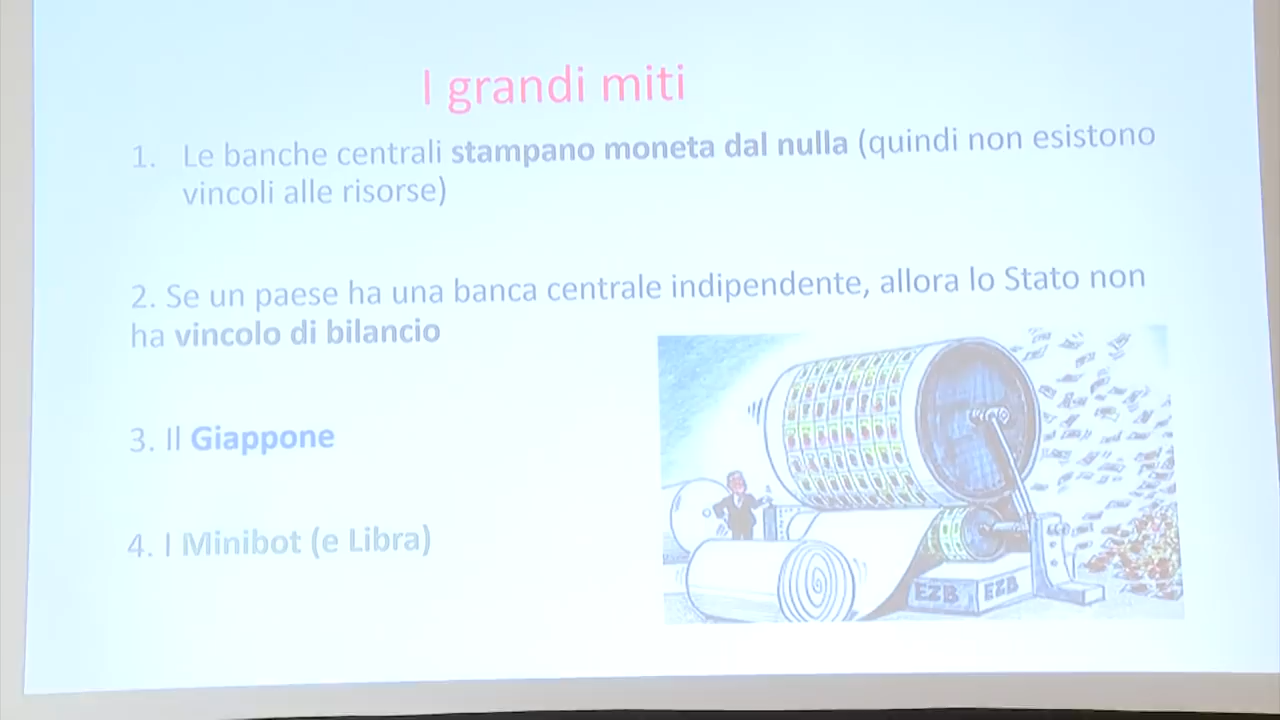 I grandi miti
1. Le banche centrali stampano moneta dal nulla (quindi non esistono
vincoli alle risorse)
2. Se un paese ha una banca centrale indipendente, allora lo Stato non
ha vincolo di bilancio
3. Il Giappone
4. I Minibot (e Libra)
EZB EZB